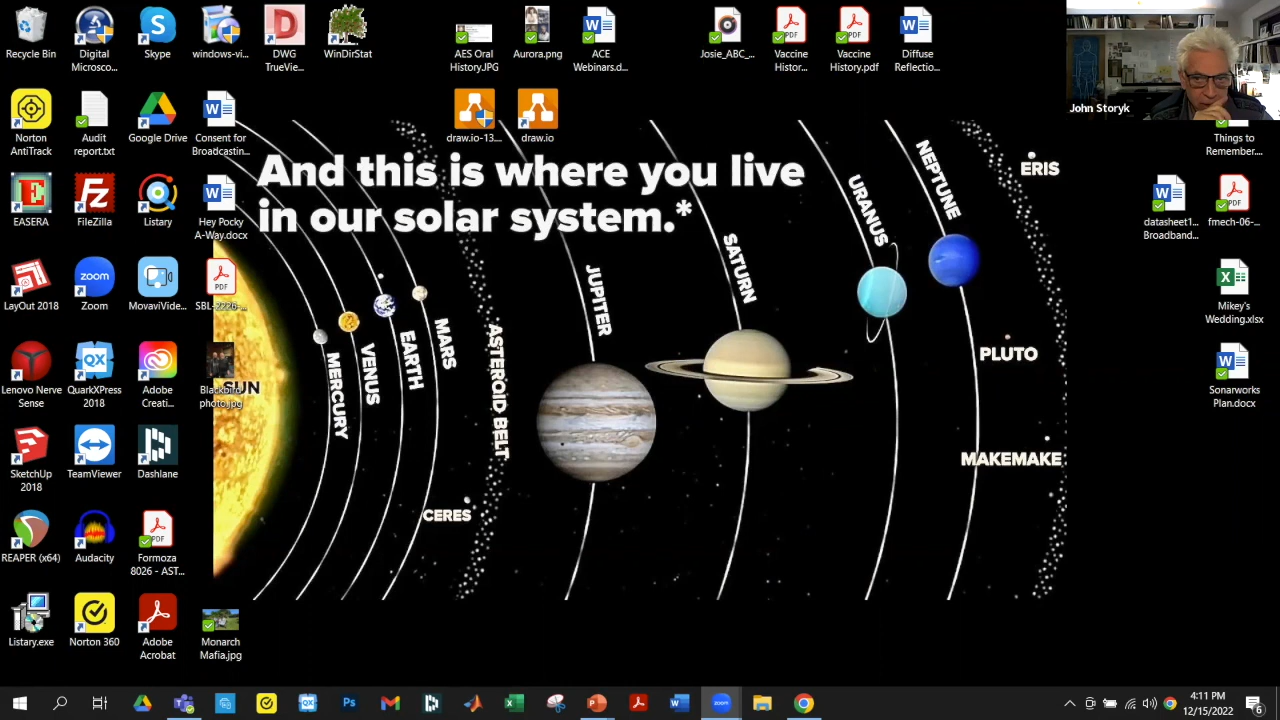 Recycle Bin
Digital
Microsco...
Skype
windows-vi...
DWG
TrueVie...
WinDirStat
AES Oral
HistoryJPG
Aurora.png
ACE
Webinars.d...
Josie_ABC_...
Vaccine
Histor...
Vaccine
History.pdf
Diffuse
Reflectio...
John Storyk
Norton
AntiTrack
Audit
report.txt
Google Drive
Consent for
Broadcastin...
draw.io-13...
draw.io
Things to
Remember...
And this is where you live
in our solar system.*
EASERA
FileZilla
Listary
Hey Pocky
A-Way.docx
datasheet1...
Broadband...
fmech-06-...
LayOut 2018
Zoom
MovaviVide...
SBL-2226-...
Mikey's
Wedding.xlsx
Lenovo Nerve
Sense
QuarkXPress
2018
Adobe
Creati...
Blackbird
photo.jpg
Sonarworks
Plan.docx
SketchUp
2018
TeamViewer
Dashlane
REAPER (x64)
Audacity
Formoza
8026 - AST...
Listary.exe
Norton 360
Adobe
Acrobat
Monarch
Mafia.jpg
SUN
MERCURY
VENUS
EARTH
MARS
ASTEROID BELT
CERES
JUPITER
SATURN
URANUS
NEPTUNE
ERIS
PLUTO
MAKEMAKE
4:11 PM
12/15/2022
6